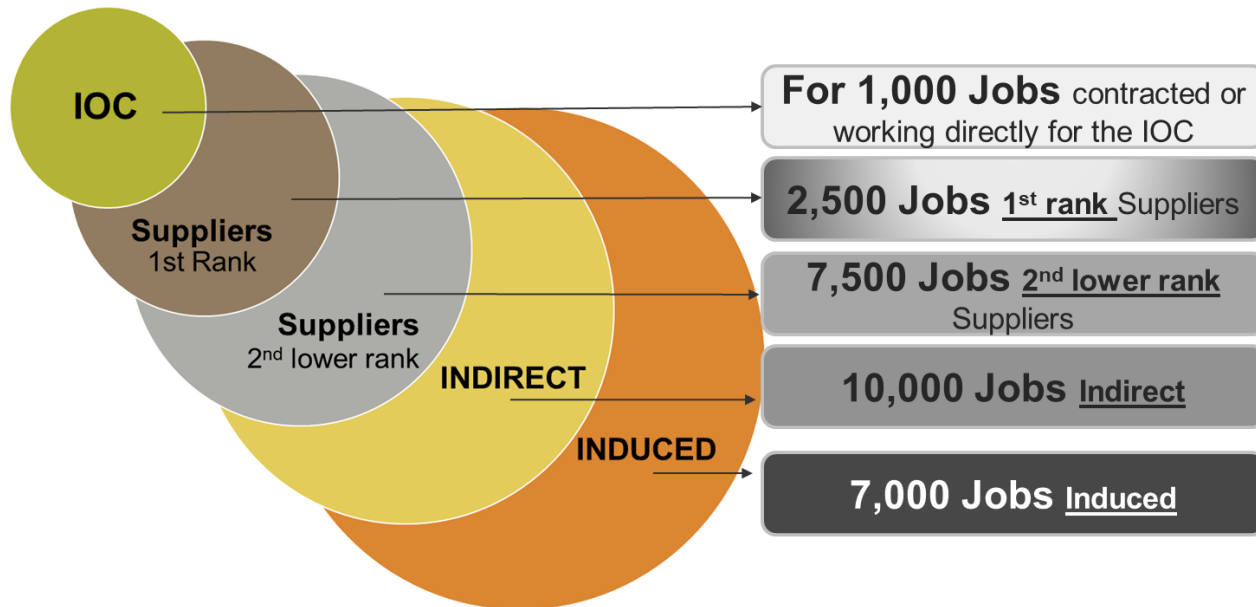 IOC
For 1,000 Jobs contracted or
working directly for the IOC
Suppliers
1st Rank
2,500 Jobs 1st rank Suppliers
Suppliers
2nd lower rank
7,500 Jobs 2nd lower rank
Suppliers
INDIRECT
10,000 Jobs Indirect
INDUCED
7,000 Jobs Induced